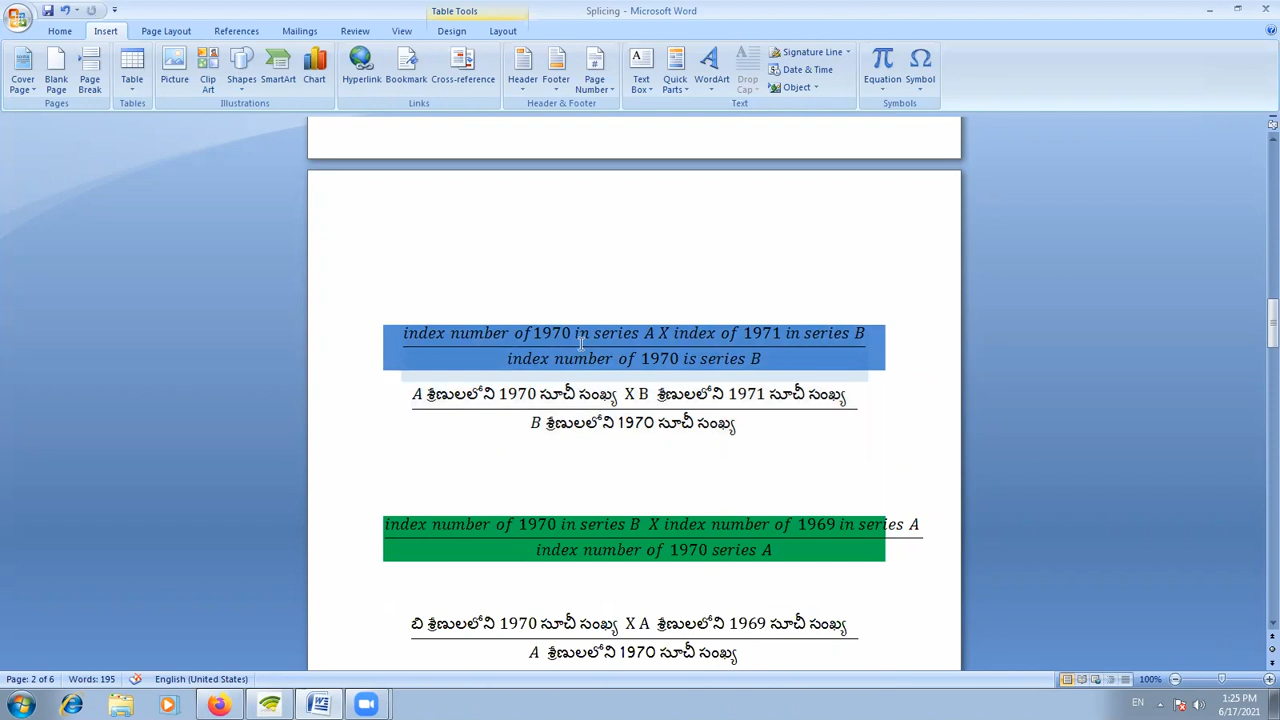 Splicing - Microsoft Word
Table Tools
Home Insert Page Layout References Mailings Review View Design Layout
Cover Page Blank Page Page Break Table Picture Clip Art Shapes SmartArt Chart Hyperlink Bookmark Cross-reference Header Footer Page Number Text Box Quick Parts WordArt Drop Cap Signature Line Date & Time Object Equation Symbol
Pages Tables Illustrations Links Header & Footer Text Symbols
index number of 1970 in series A X index of 1971 in series B
index number of 1970 is series B
A శ్రేణులలోని 1970 సూచీ సంఖ్య X B శ్రేణులలోని 1971 సూచీ సంఖ్య
B శ్రేణులలోని 1970 సూచీ సంఖ్య
index number of 1970 in series B X index number of 1969 in series A
index number of 1970 series A
బి శ్రేణులలోని 1970 సూచీ సంఖ్య X A శ్రేణులలోని 1969 సూచీ సంఖ్య
A శ్రేణులలోని 1970 సూచీ సంఖ్య
Page: 2 of 6 Words: 195 English (United States) 100%
EN 1:25 PM
6/17/2021